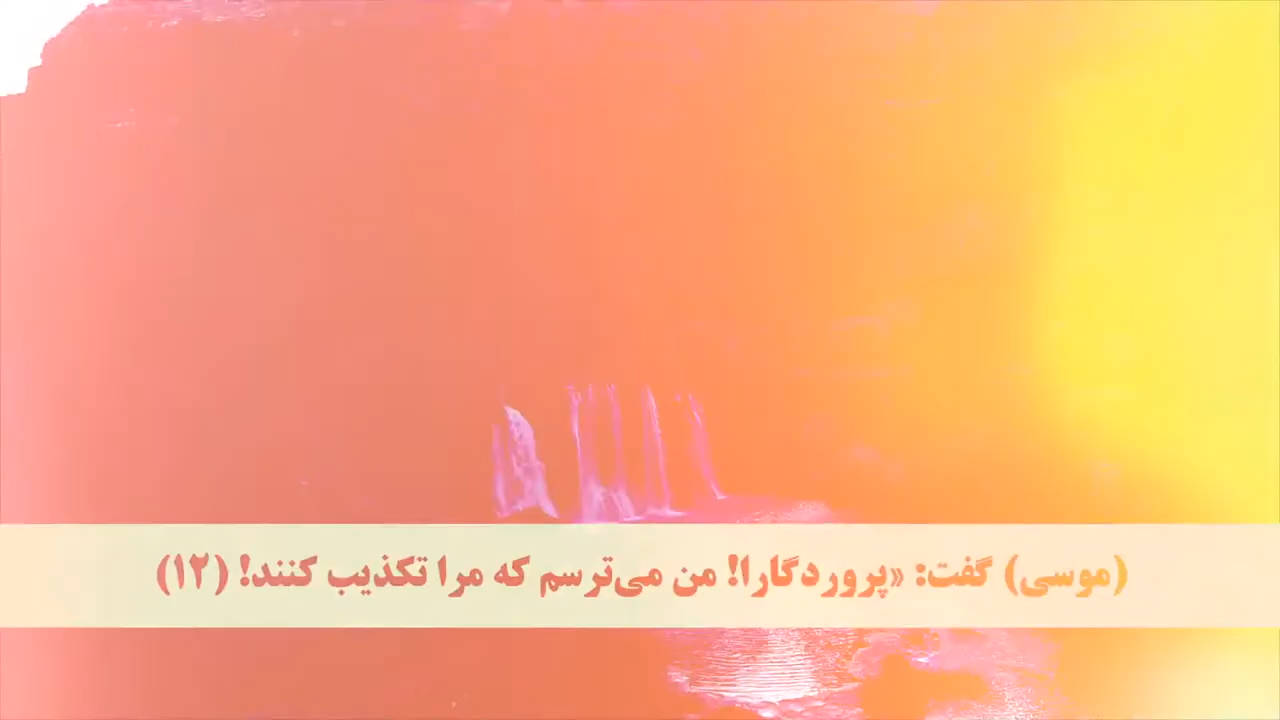 (موسی) گفت: «پروردگارا! من می‌ترسم که مرا تکذیب کنند! (۱۲)